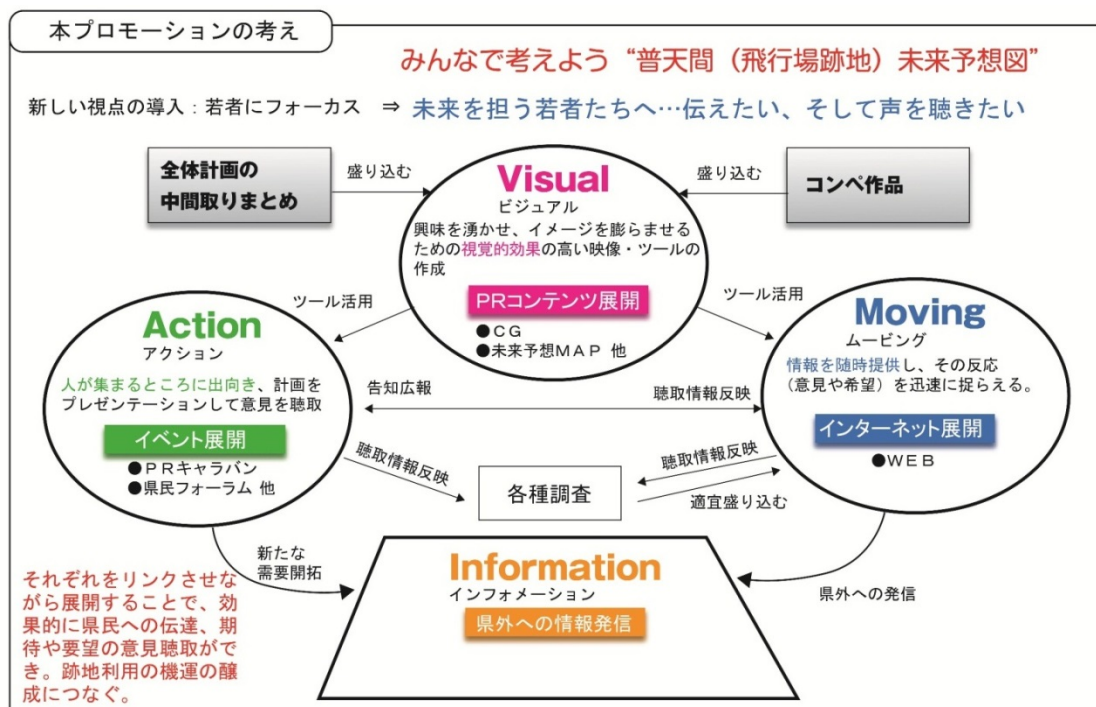 本プロモーションの考え
みんなで考えよう“普天間（飛行場跡地）未来予想図”
新しい視点の導入：若者にフォーカス ⇒ 未来を担う若者たちへ…伝えたい、そして声を聴きたい
全体計画の
中間取りまとめ
盛り込む
Visual
ビジュアル
興味を湧かせ、イメージを膨らませる
ための視覚的効果の高い映像・ツールの
作成
PRコンテンツ展開
●ＣＧ
●未来予想ＭＡＰ 他
盛り込む
コンペ作品
ツール活用
ツール活用
Action
アクション
人が集まるところに出向き、計画を
プレゼンテーションして意見を聴取
イベント展開
●ＰＲキャラバン
●県民フォーラム 他
告知広報
聴取情報反映
Moving
ムービング
情報を随時提供し、その反応
（意見や希望）を迅速に捉らえる。
インターネット展開
●ＷＥＢ
聴取情報反映
各種調査
聴取情報反映
適宜盛り込む
新たな
需要開拓
Information
インフォメーション
県外への情報発信
県外への発信
それぞれをリンクさせな
がら展開することで、効
果的に県民への伝達、期
待や要望の意見聴取がで
き。跡地利用の機運の醸
成につなぐ。